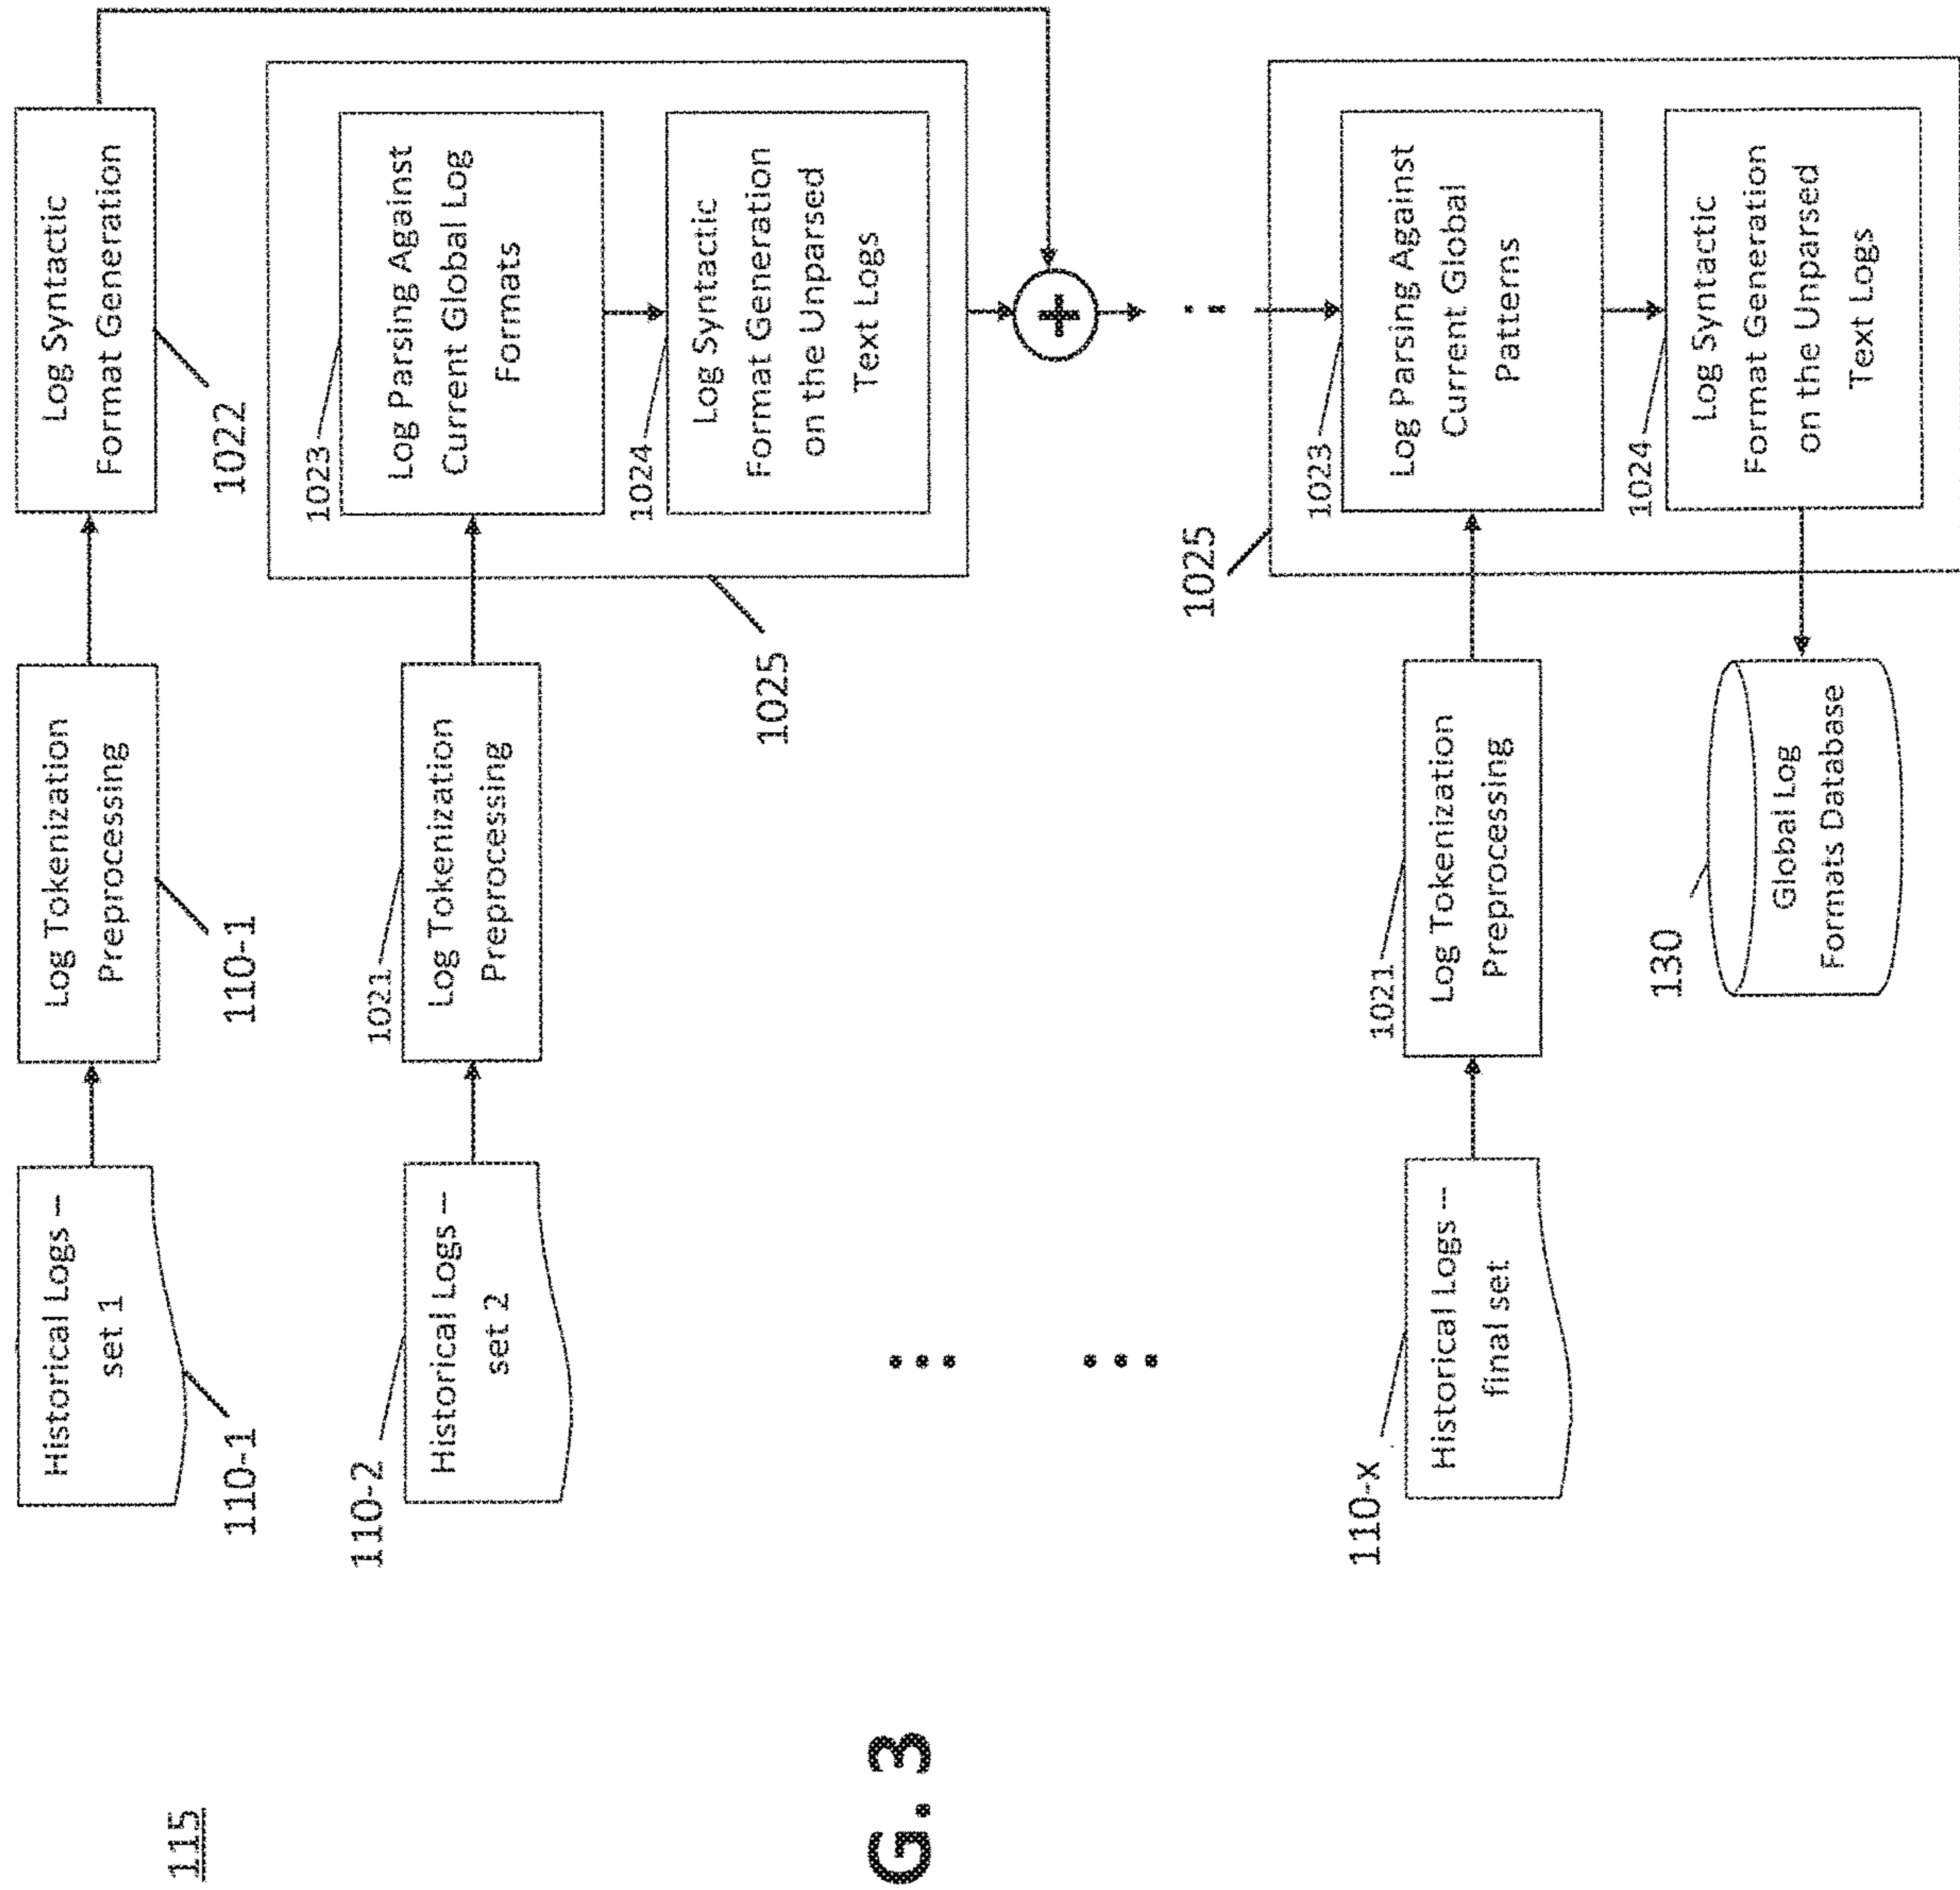 115
Historical Logs –
set 1
110-1
Log Tokenization
Preprocessing
110-1
Log Syntactic
Format Generation
1022
110-2
Historical Logs –
set 2
1021
Log Tokenization
Preprocessing
1025
1023
Log Parsing Against
Current Global Log
Formats
1024
Log Syntactic
Format Generation
on the Unparsed
Text Logs
+
110-x
Historical Logs –
final set
1021
Log Tokenization
Preprocessing
1025
1023
Log Parsing Against
Current Global
Patterns
1024
Log Syntactic
Format Generation
on the Unparsed
Text Logs
130
Global Log
Formats Database
G. 3